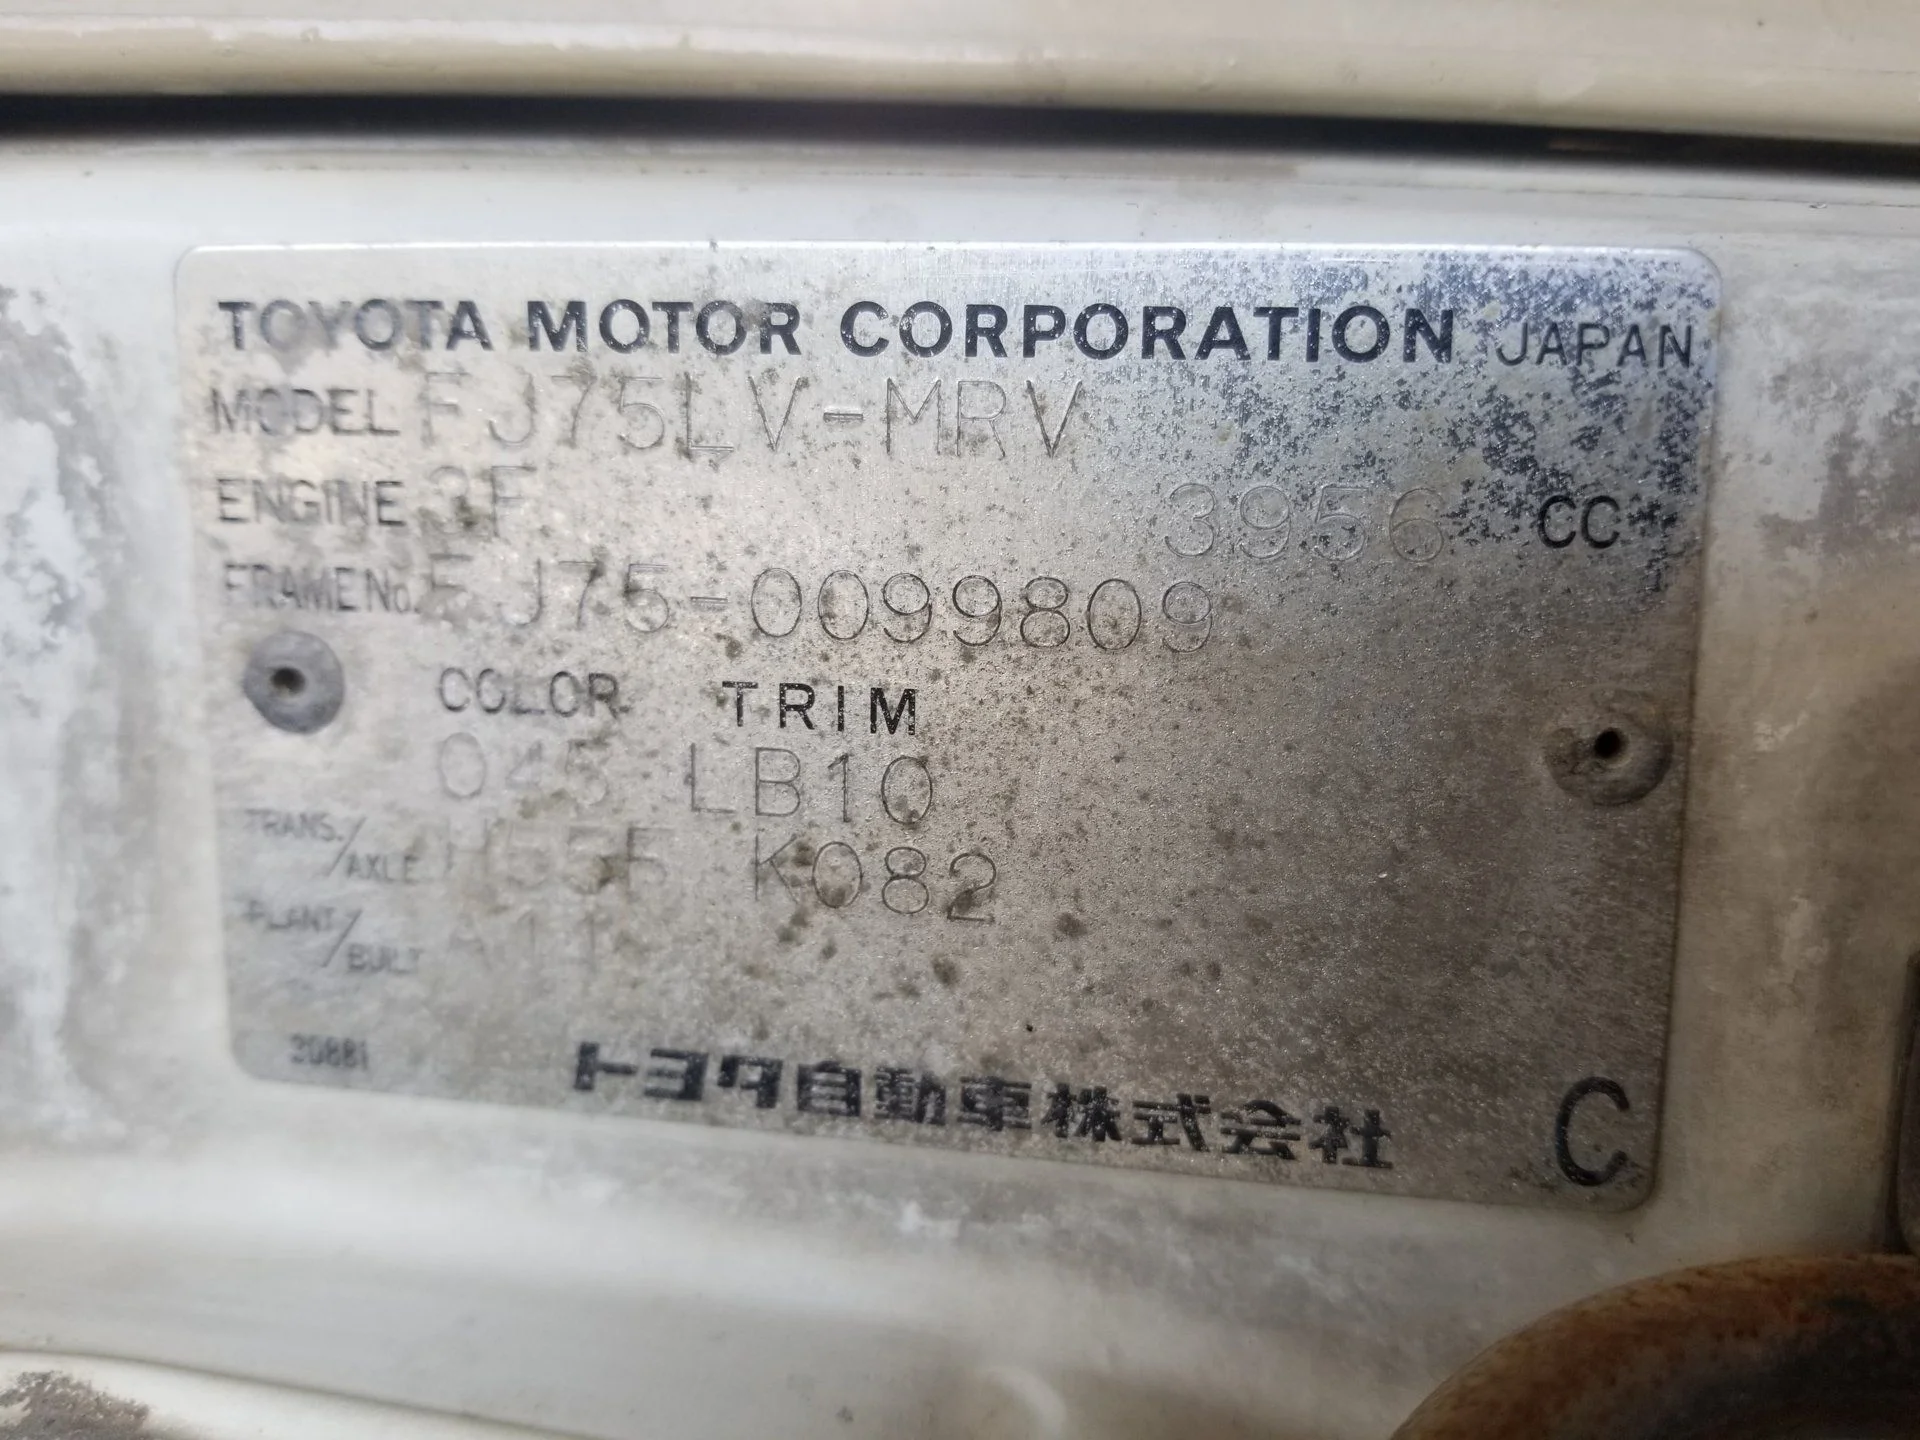 TOYOTA MOTOR CORPORATION JAPAN
MODEL FJ75LV-MRV
ENGINE 3F 3956 CC
FRAME No. FJ75-0099809
COLOR TRIM
045 LB10
TRANS./AXLE H55F K082
PLANT/BUILT A11
30881
トヨタ自動車株式会社 C